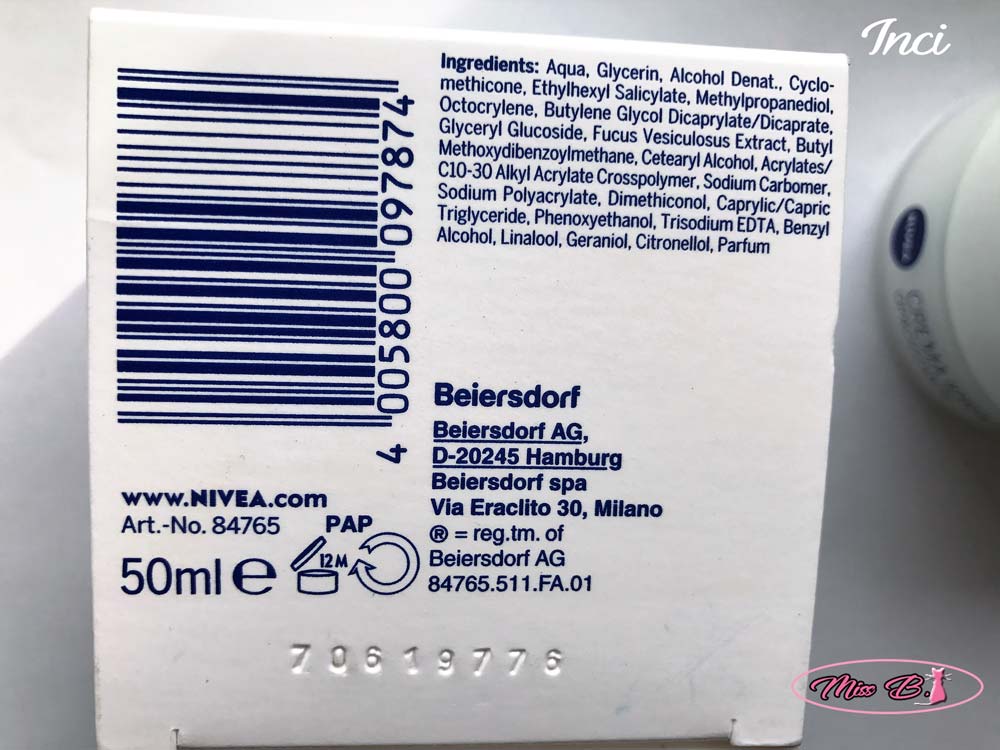 Inci
Ingredients: Aqua, Glycerin, Alcohol Denat., Cyclo-
methicone, Ethylhexyl Salicylate, Methylpropanediol,
Octocrylene, Butylene Glycol Dicaprylate/Dicaprate,
Glyceryl Glucoside, Fucus Vesiculosus Extract, Butyl
Methoxydibenzoylmethane, Cetearyl Alcohol, Acrylates/
C10-30 Alkyl Acrylate Crosspolymer, Sodium Carbomer,
Sodium Polyacrylate, Dimethiconol, Caprylic/Capric
Triglyceride, Phenoxyethanol, Trisodium EDTA, Benzyl
Alcohol, Linalool, Geraniol, Citronellol, Parfum
4 005800 097874
Beiersdorf
Beiersdorf AG,
D-20245 Hamburg
Beiersdorf spa
Via Eraclito 30, Milano
® = reg.tm. of
Beiersdorf AG
84765.511.FA.01
www.NIVEA.com
Art.-No. 84765
PAP
50ml e
12M
70619776
Miss B.